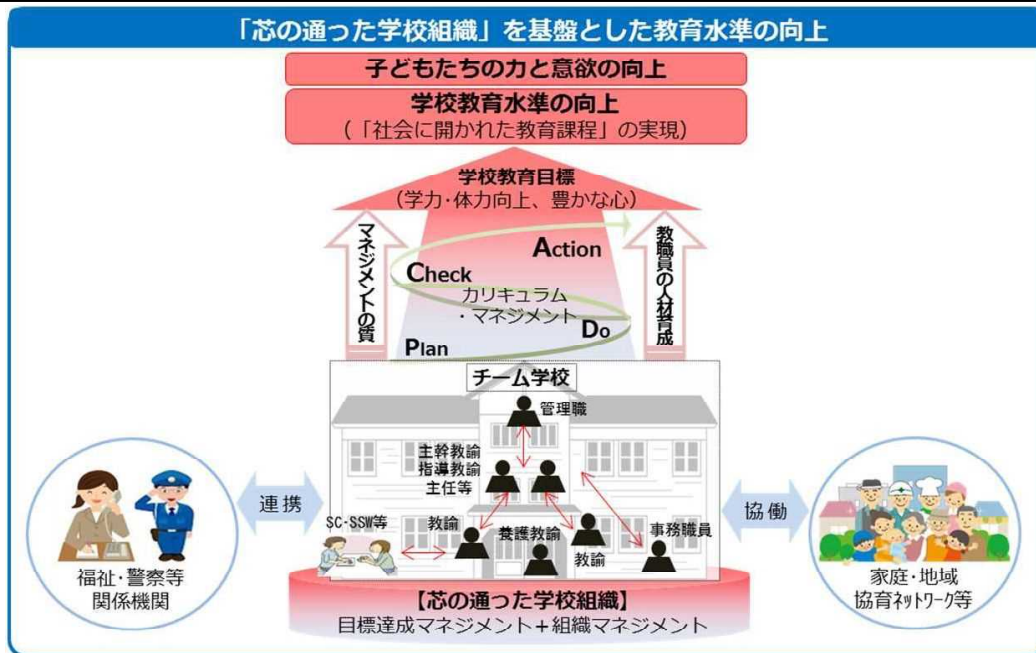 「芯の通った学校組織」を基盤とした教育水準の向上
子どもたちの力と意欲の向上
学校教育水準の向上
(「社会に開かれた教育課程」の実現)
学校教育目標
(学力・体力向上、豊かな心)
マネジメントの質
教職員の人材育成
Action
Check
カリキュラム
・マネジメント
Do
Plan
チーム学校
管理職
主幹教諭
指導教諭
主任等
SC・SSW等
教諭
養護教諭
教諭
事務職員
連携
協働
福祉・警察等
関係機関
家庭・地域
協育ネットワーク等
【芯の通った学校組織】
目標達成マネジメント+組織マネジメント